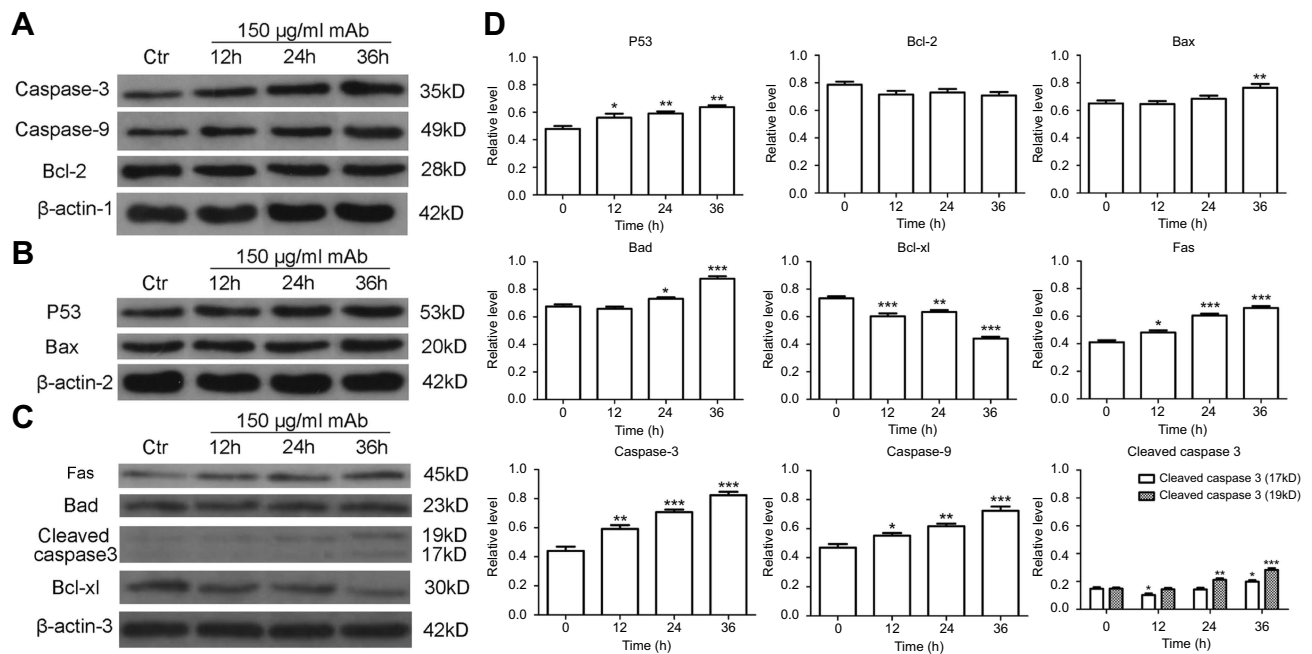 A
150 µg/ml mAb
Ctr 12h 24h 36h
Caspase-3 35kD
Caspase-9 49kD
Bcl-2 28kD
β-actin-1 42kD
B
150 µg/ml mAb
Ctr 12h 24h 36h
P53 53kD
Bax 20kD
β-actin-2 42kD
C
150 µg/ml mAb
Ctr 12h 24h 36h
Fas 45kD
Bad 23kD
Cleaved 19kD
caspase3 17kD
Bcl-xl 30kD
β-actin-3 42kD
D
P53
Relative level
1.0
0.8
0.6
0.4
0.2
0.0
* ** **
0 12 24 36
Time (h)
Bcl-2
Relative level
1.0
0.8
0.6
0.4
0.2
0.0
0 12 24 36
Time (h)
Bax
Relative level
1.0
0.8
0.6
0.4
0.2
0.0
**
0 12 24 36
Time (h)
Bad
Relative level
1.0
0.8
0.6
0.4
0.2
0.0
* ***
0 12 24 36
Time (h)
Bcl-xl
Relative level
1.0
0.8
0.6
0.4
0.2
0.0
*** ** ***
0 12 24 36
Time (h)
Fas
Relative level
1.0
0.8
0.6
0.4
0.2
0.0
* *** ***
0 12 24 36
Time (h)
Caspase-3
Relative level
1.0
0.8
0.6
0.4
0.2
0.0
** *** ***
0 12 24 36
Time (h)
Caspase-9
Relative level
1.0
0.8
0.6
0.4
0.2
0.0
* ** ***
0 12 24 36
Time (h)
Cleaved caspase 3
Cleaved caspase 3 (17kD)
Cleaved caspase 3 (19kD)
Relative level
1.0
0.8
0.6
0.4
0.2
0.0
* ** * ***
0 12 24 36
Time (h)